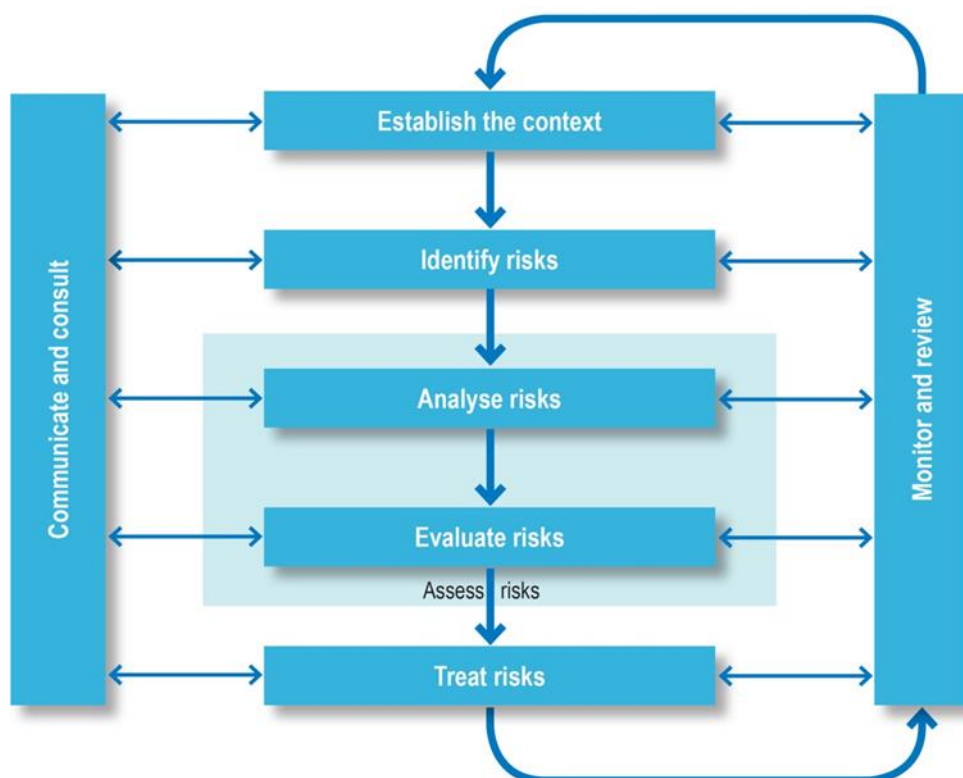 Establish the context
Communicate and consult
Identify risks
Analyse risks
Evaluate risks
Assess risks
Treat risks
Monitor and review